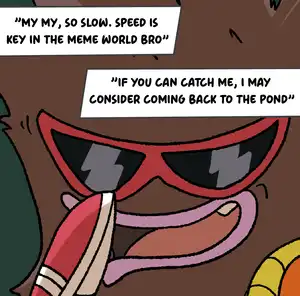 "MY MY, SO SLOW. SPEED IS
KEY IN THE MEME WORLD BRO"
"IF YOU CAN CATCH ME, I MAY
CONSIDER COMING BACK TO THE POND"